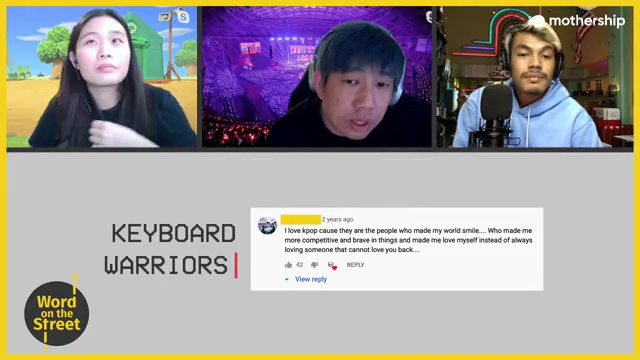 mothership
KEYBOARD
WARRIORS
2 years ago
I love kpop cause they are the people who made my world smile.... Who made me
more competitive and brave in things and made me love myself instead of always
loving someone that cannot love you back....
42
REPLY
View reply
Word
on the
Street